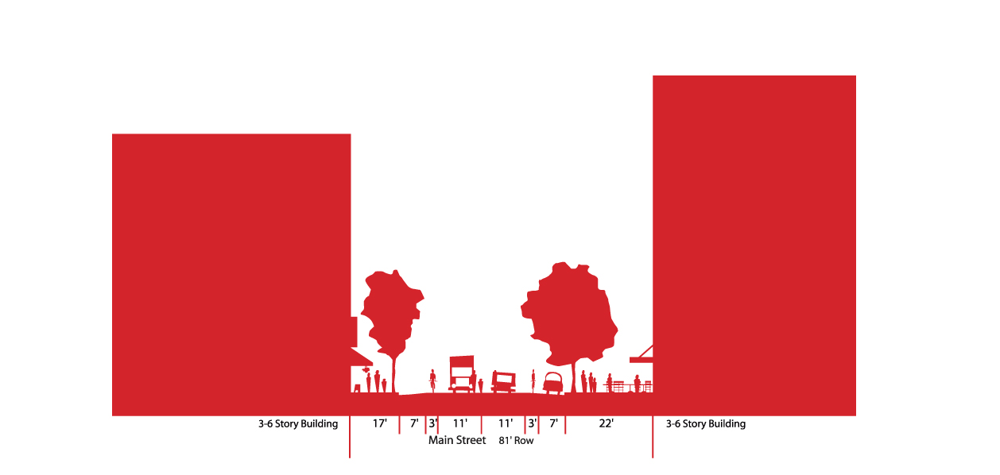 3-6 Story Building 17' 7' 3' 11' 11' 3' 7' 22' 3-6 Story Building
Main Street 81' Row